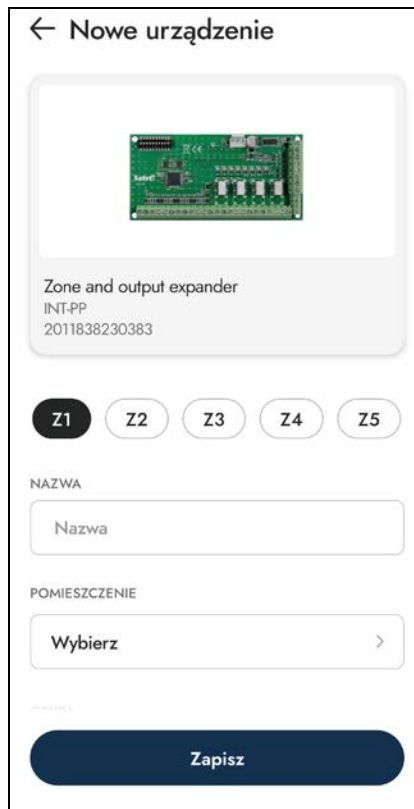 Nowe urządzenie
Satel
Zone and output expander
INT-PP
2011838230383
Z1 Z2 Z3 Z4 Z5
NAZWA
Nazwa
POMIESZCZENIE
Wybierz
Zapisz